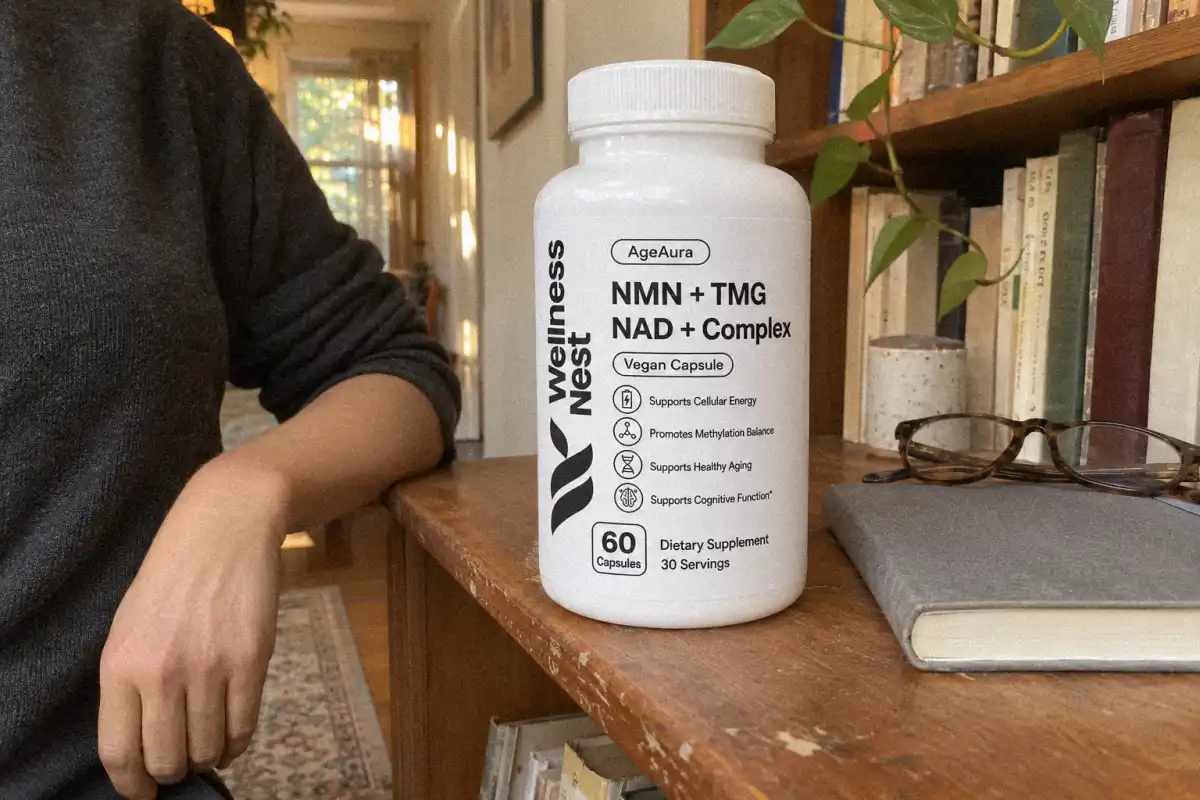 wellness
Nest
AgeAura
NMN + TMG
NAD + Complex
Vegan Capsule
Supports Cellular Energy
Promotes Methylation Balance
Supports Healthy Aging
Supports Cognitive Function*
60
Capsules
Dietary Supplement
30 Servings